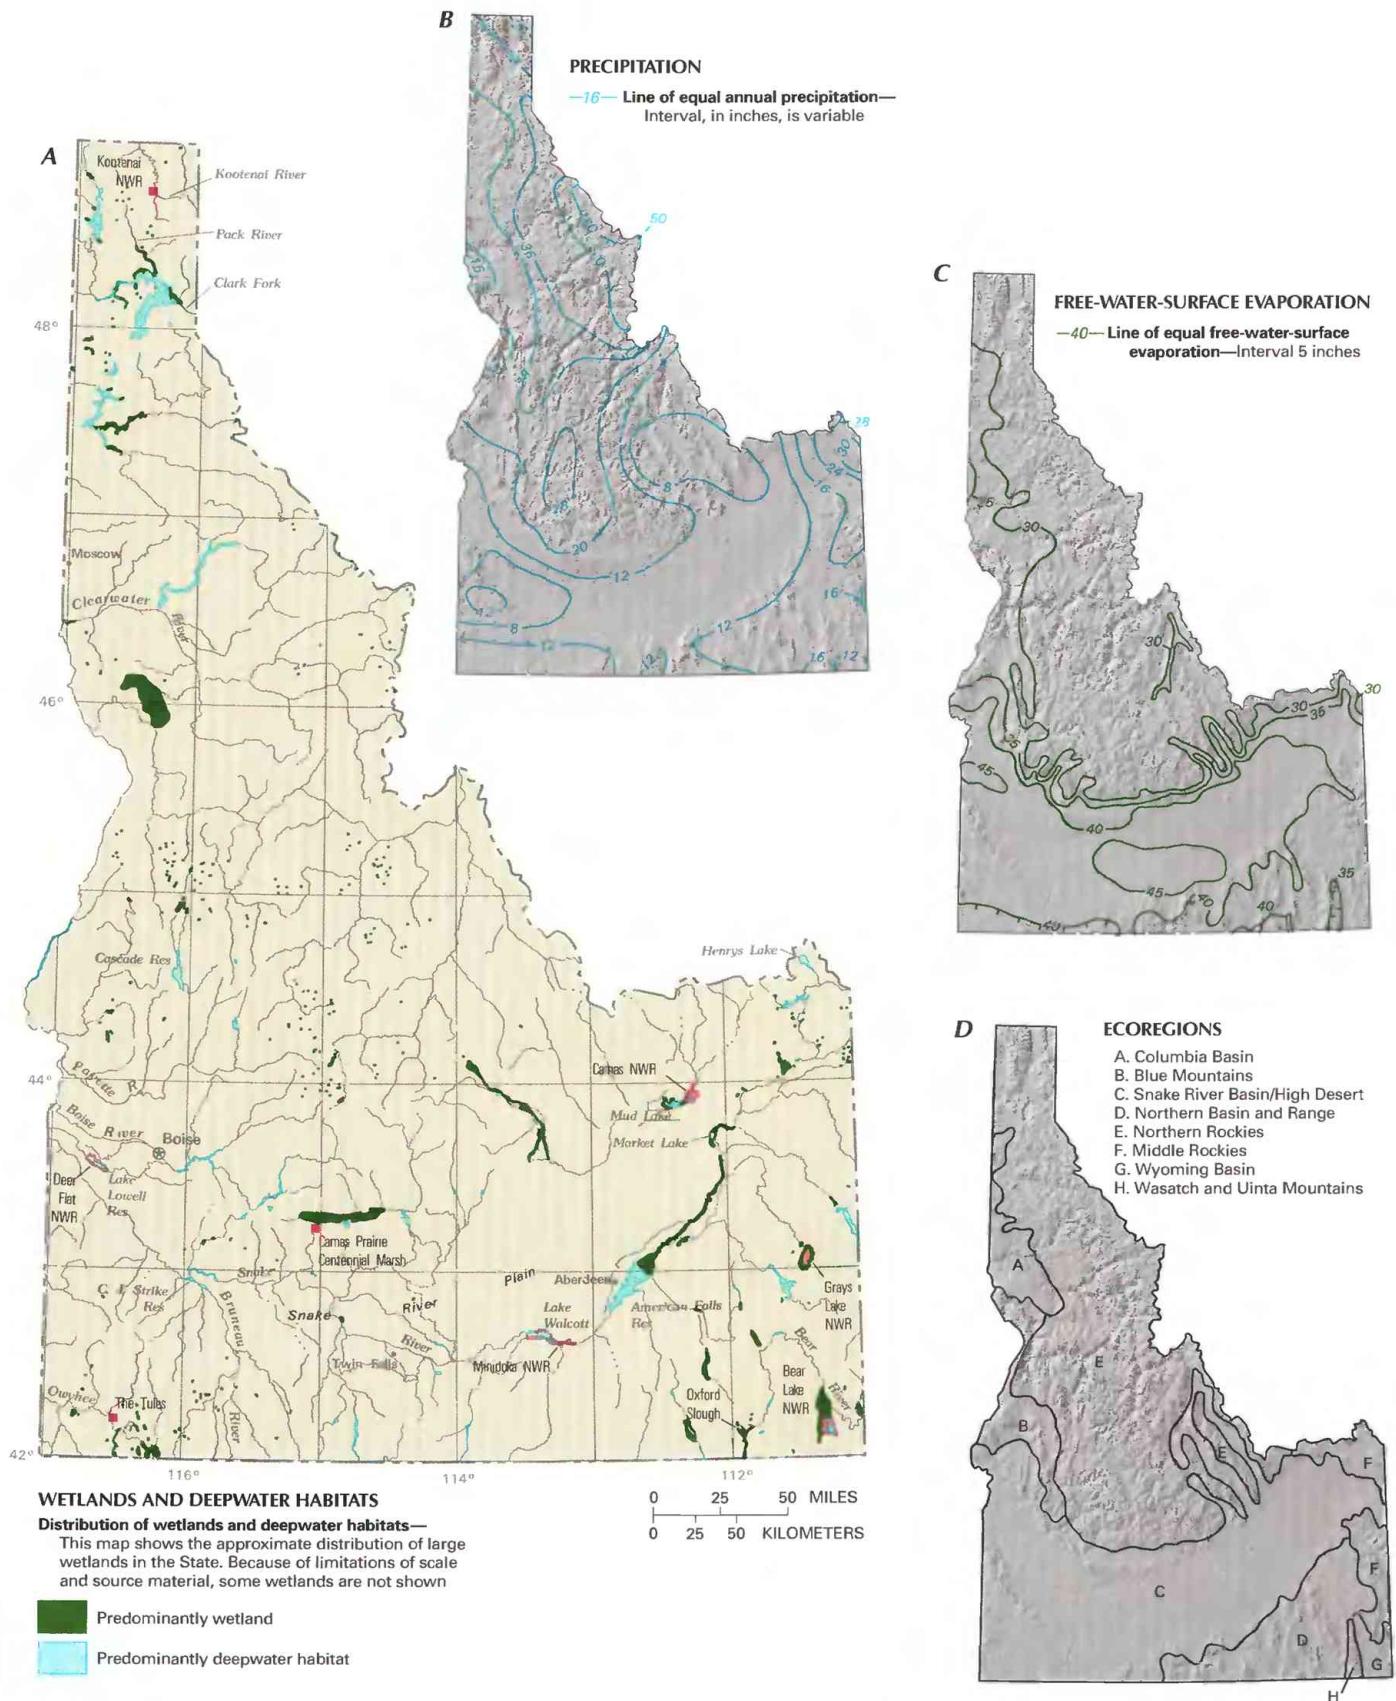 A
Kootenai
NWR
Kootenai River
Pack River
Clark Fork
48°
Moscow
Clearwater
River
46°
Cascade Res
Henrys Lake
44°
Payette R
Boise River
Boise
Deer
Flat
NWR
Lake
Lowell
Res
Camas NWR
Mud Lake
Market Lake
Camas Prairie
Centennial Marsh
Snake
C. J. Strike
Res
Bruneau
River
Snake
River
Plain
River
Twin Falls
Aberdeen
American Falls
Res
Lake
Walcott
Minidoka NWR
Grays
Lake
NWR
Bear
River
Bear
Lake
NWR
Oxford
Slough
Owyhee
R
The Tules
42°
116°
114°
112°
WETLANDS AND DEEPWATER HABITATS
Distribution of wetlands and deepwater habitats—
This map shows the approximate distribution of large
wetlands in the State. Because of limitations of scale
and source material, some wetlands are not shown
Predominantly wetland
Predominantly deepwater habitat
0 25 50 MILES
0 25 50 KILOMETERS
B
PRECIPITATION
—16— Line of equal annual precipitation—
Interval, in inches, is variable
50
36
16
28
30
24
16
8
20
12
12
8
12
12
16
16
12
C
FREE-WATER-SURFACE EVAPORATION
—40— Line of equal free-water-surface
evaporation—Interval 5 inches
30
30
30
30
35
45
40
45
40
40
35
D
ECOREGIONS
A. Columbia Basin
B. Blue Mountains
C. Snake River Basin/High Desert
D. Northern Basin and Range
E. Northern Rockies
F. Middle Rockies
G. Wyoming Basin
H. Wasatch and Uinta Mountains
A
E
B
E
F
C
F
D
G
H